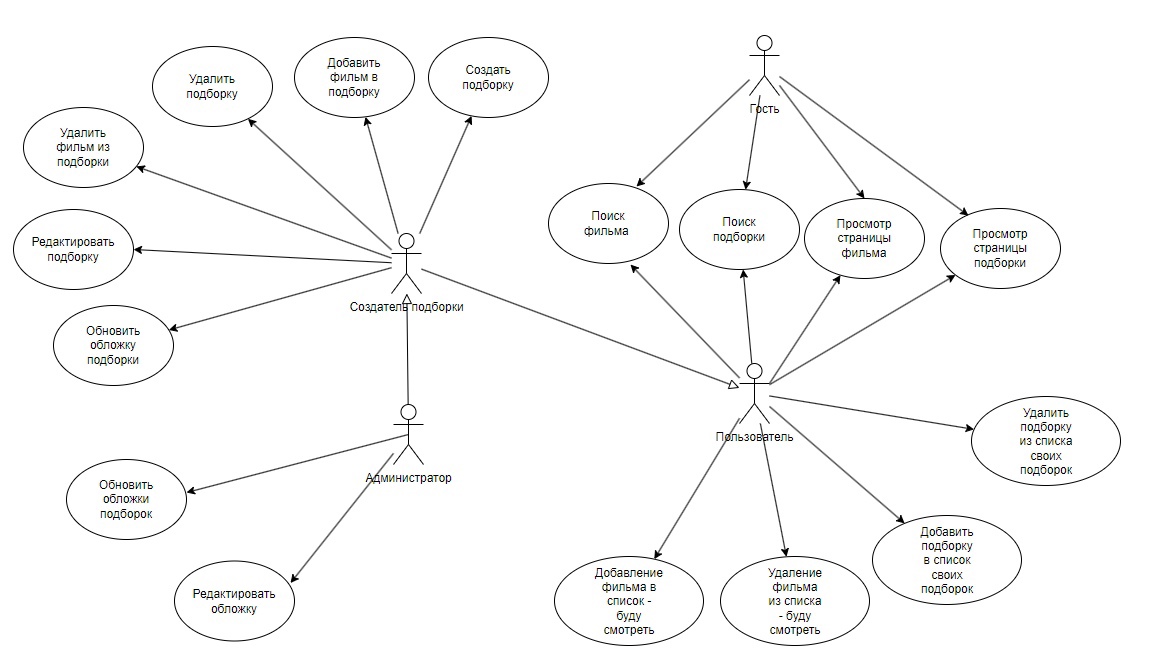 Удалить
подборку
Добавить
фильм в
подборку
Создать
подборку
Гость
Удалить
фильм из
подборки
Поиск
фильма
Поиск
подборки
Просмотр
страницы
фильма
Просмотр
страницы
подборки
Редактировать
подборку
Создатель подборки
Обновить
обложку
подборки
Пользователь
Удалить
подборку
из списка
своих
подборок
Администратор
Обновить
обложки
подборок
Добавить
подборку
в список
своих
подборок
Редактировать
обложку
Добавление
фильма в
список -
буду
смотреть
Удаление
фильма
из списка
- буду
смотреть